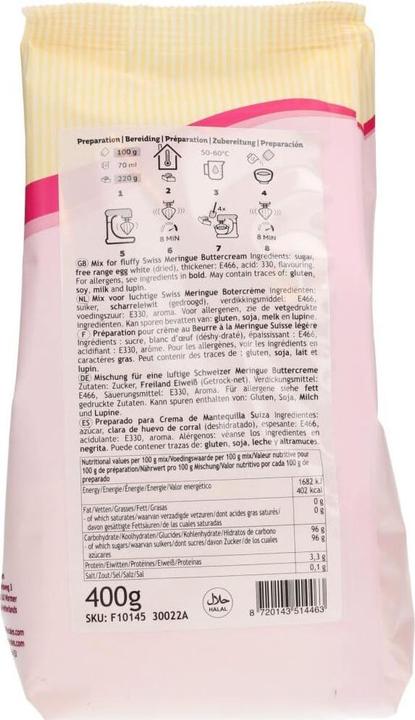 Preparation | Bereiding | Préparation | Zubereitung | Preparación
100 g
50-60°C
70 ml
220 g
1 2 3 4
4x
8 MIN
8 MIN
5 6 7 8
GB Mix for fluffy Swiss Meringue Buttercream Ingredients: sugar,
free range egg white (dried), thickener: E466, acid: 330, flavouring.
For allergens, see ingredients in bold. May contain traces of: gluten,
soy, milk and lupin.
NL Mix voor luchtige Swiss Meringue Botercrème Ingrediënten:
suiker, scharreleiwit (gedroogd), verdikkingsmiddel: E466,
voedingszuur: E330, aroma. Voor allergenen, zie de vetgedrukte
ingrediënten. Kan sporen bevatten van: gluten, soja, melk en lupine.
F Préparation pour crème au Beurre à la Meringue Suisse légère
Ingrédients : sucre, blanc d'œuf (déshy-draté), épaississant : E466,
acidifiant : E330, arôme. Pour les allergènes, voir les ingrédients en
caractères gras. Peut contenir des traces de : gluten, soja, lait et
lupin.
DE Mischung für eine luftige Schweizer Meringue Buttercreme
Zutaten: Zucker, Freiland Eiweiß (Getrock-net), Verdickungsmittel:
E466, Säuerungsmittel: E330, Aroma. Für allergene siehe fett
gedruckte Zutaten. Kann spuren enthalten von: Gluten, Soja, Milch
und Lupine.
ES Preparado para Crema de Mantequilla Suiza Ingredientes:
azúcar, clara de huevo de corral (deshidratado), espesante: E466,
acidulante: E330, aroma. Alérgenos: véanse los ingredientes en
negrita. Puede contener trazas de: gluten, soja, leche y altramuces.
Nutritional values per 100 g mix/Voedingswaarde per 100 g mix/Valeur nutritive pour
100 g de préparation/Nährwert pro 100 g Mischung/Valor nutritivo por cada 100 g de
preparado
Energy/Energie/Énergie/Energie/Valor energético 1682 kJ
402 kcal
Fat/Vetten/Grasses/Fett/Grasas 0 g
- of which saturates/waarvan verzadigde vetzuren/dont acides gras saturés/ 0 g
davon gesättigte Fettsäuren/de las cuales saturadas
Carbohydrate/Koolhydraten/Glucides/Kohlenhydrate/Hidratos de carbono 96 g
- of which sugars/waarvan suikers/dont sucres/davon Zucker/de los cuales 96 g
azúcares
Protein/Eiwitten/Protéines/Eiweiß/Proteínas 3,3 g
Salt/Zout/Sel/Salz/Sal 0,1 g
400g
SKU: F10145 30022A
حلال
HALAL
8 720143 514463